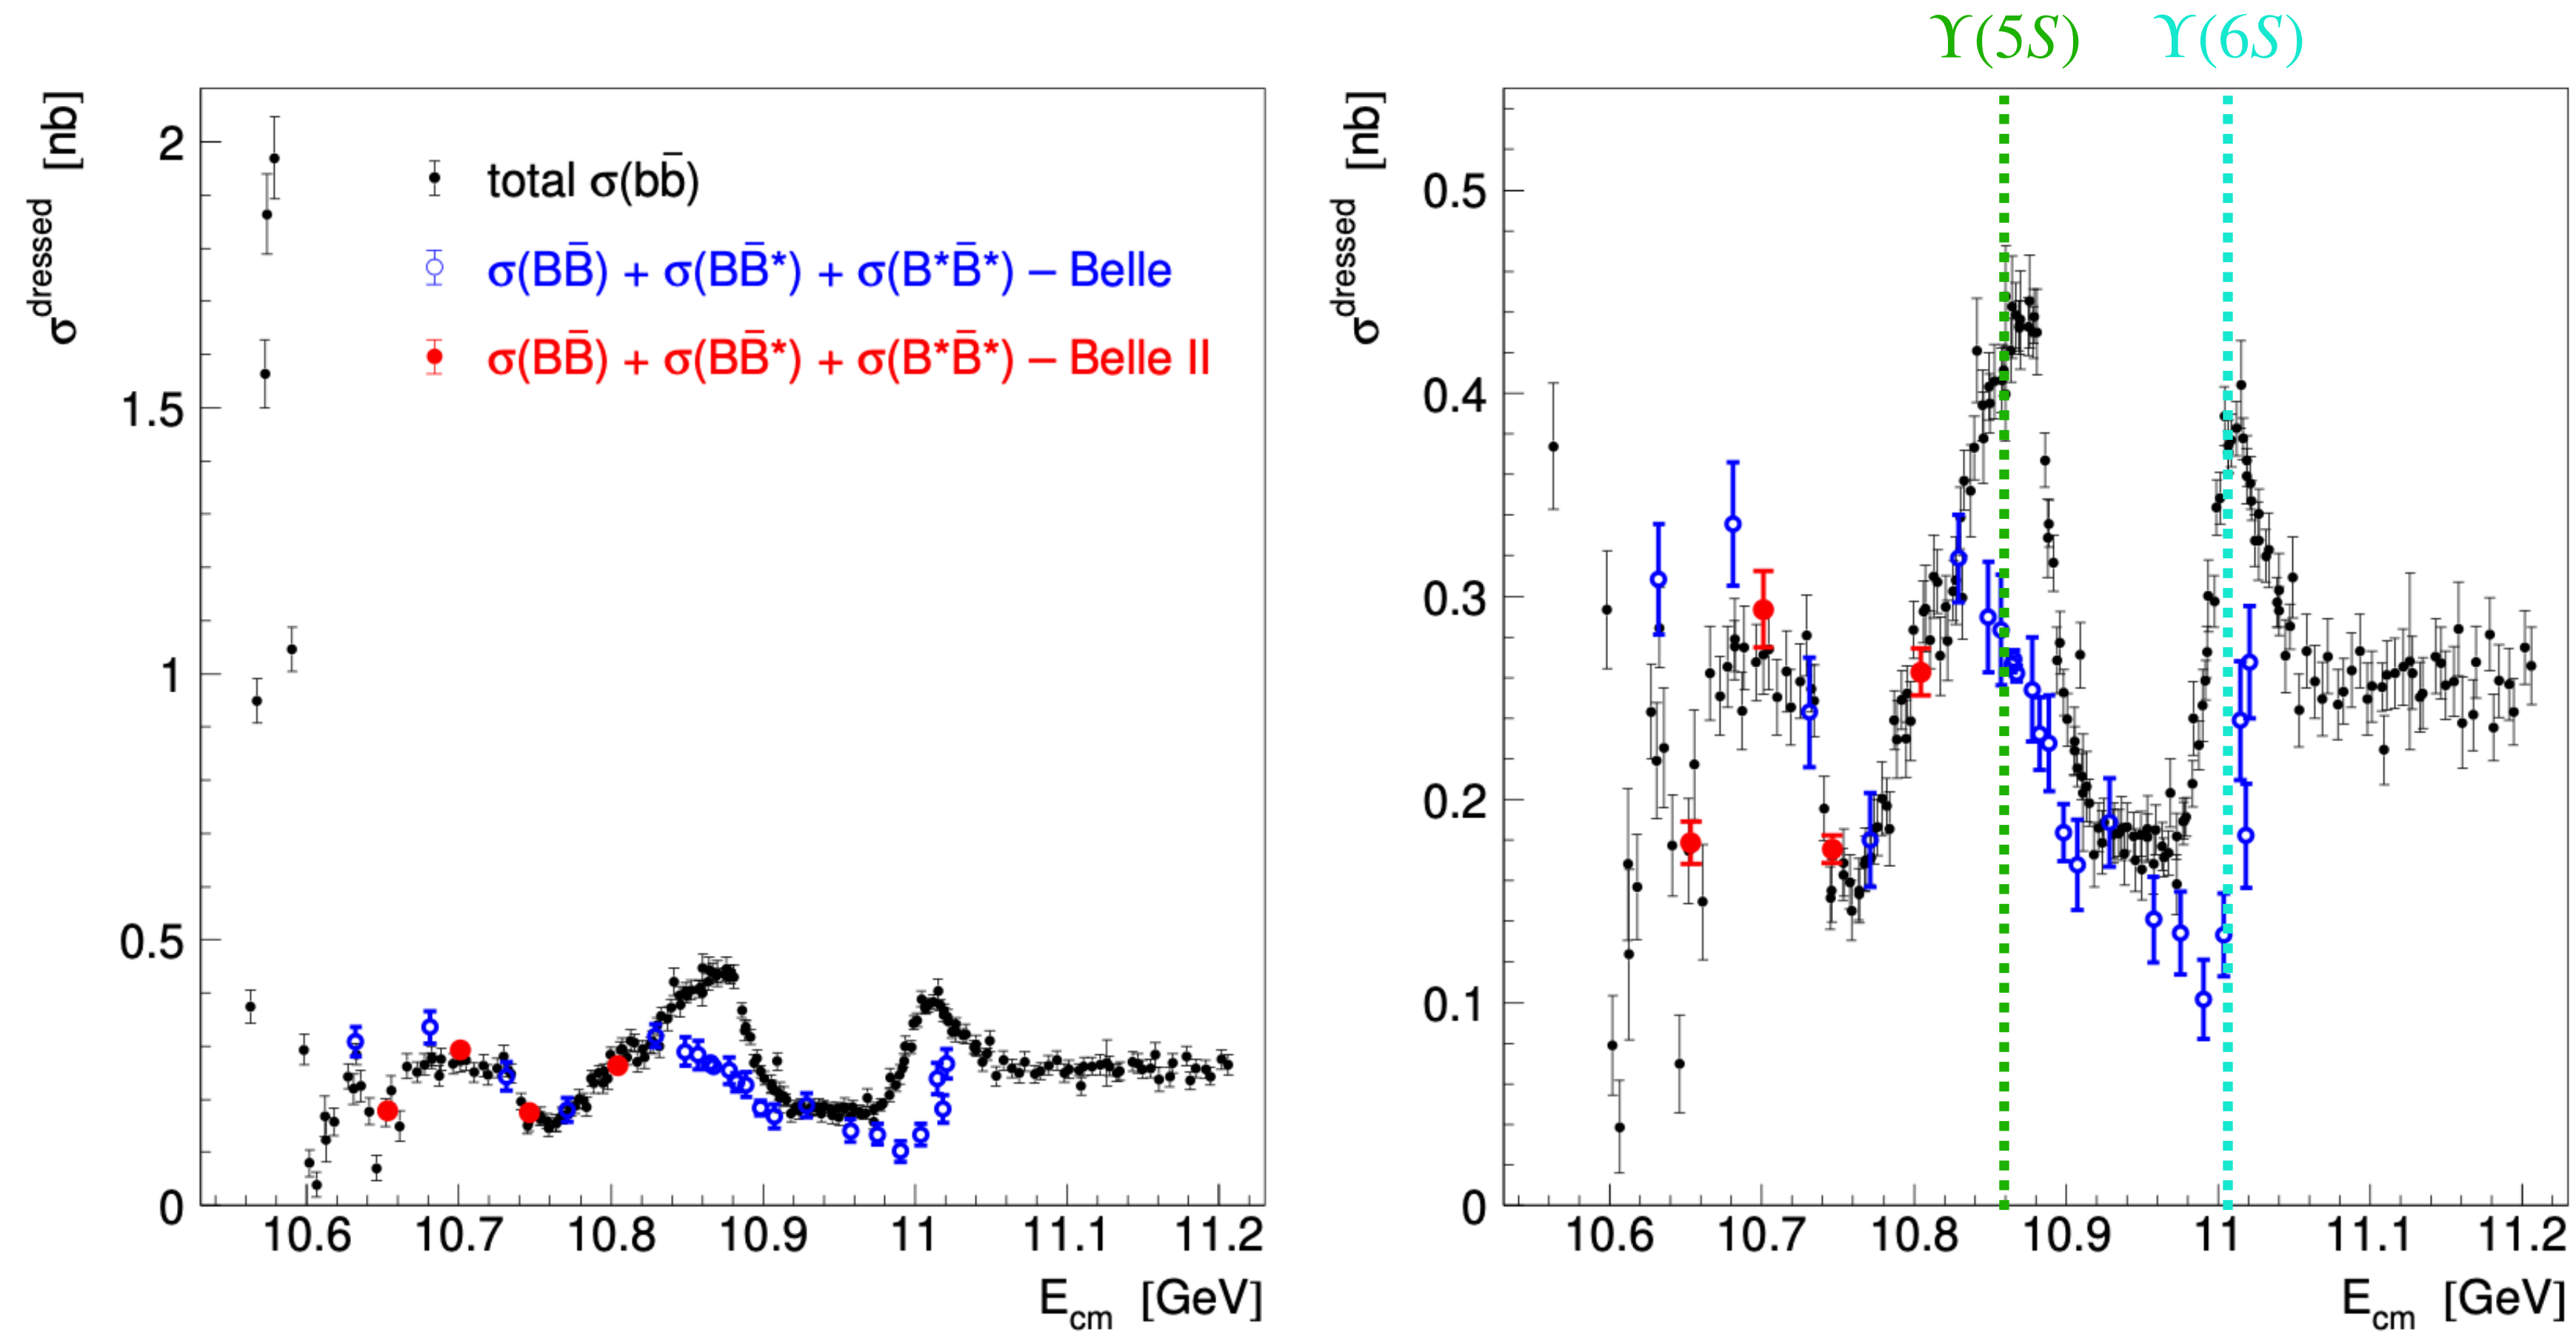 σ^dressed [nb]
2
1.5
1
0.5
0
total σ(bb̄)
σ(BB̄) + σ(BB̄*) + σ(B*B̄*) – Belle
σ(BB̄) + σ(BB̄*) + σ(B*B̄*) – Belle II
10.6 10.7 10.8 10.9 11 11.1 11.2
E_cm [GeV]
ϒ(5S) ϒ(6S)
σ^dressed [nb]
0.5
0.4
0.3
0.2
0.1
0
10.6 10.7 10.8 10.9 11 11.1 11.2
E_cm [GeV]